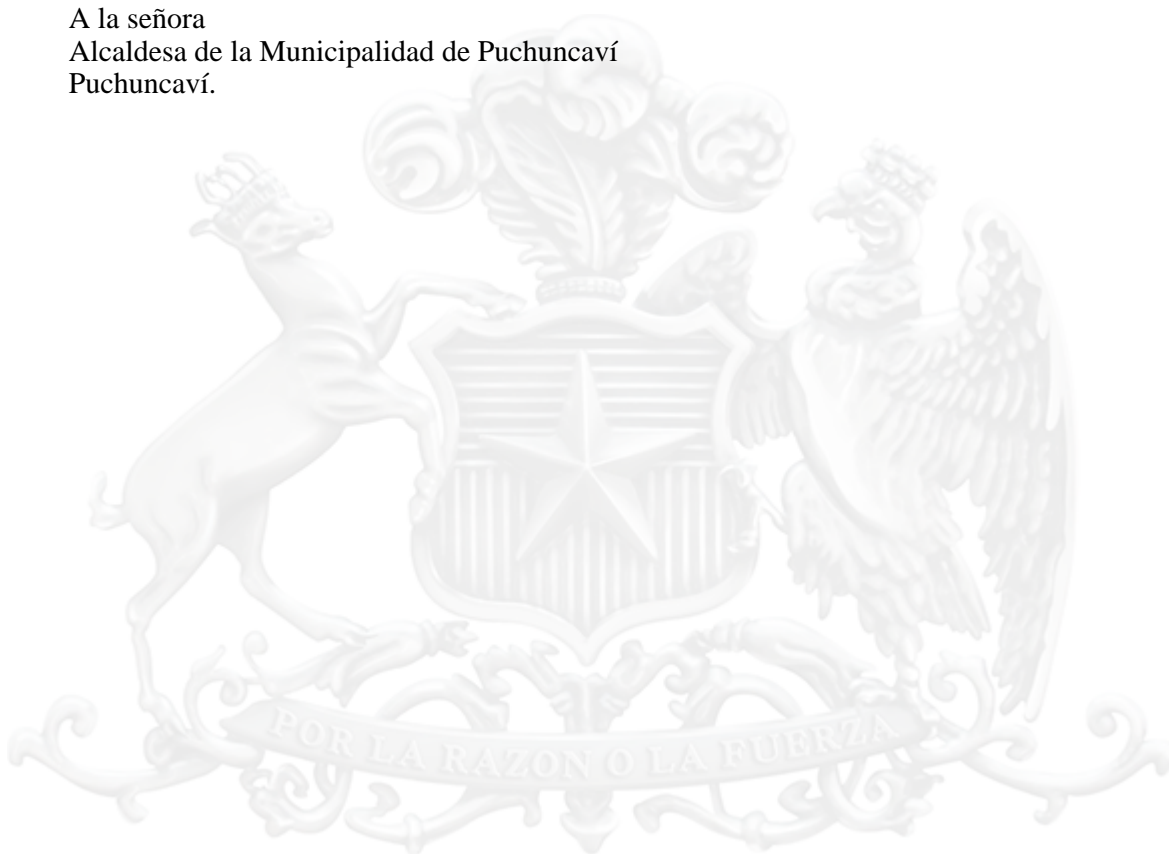 A la señora
Alcaldesa de la Municipalidad de Puchuncaví
Puchuncaví.
POR LA RAZON O LA FUERZA